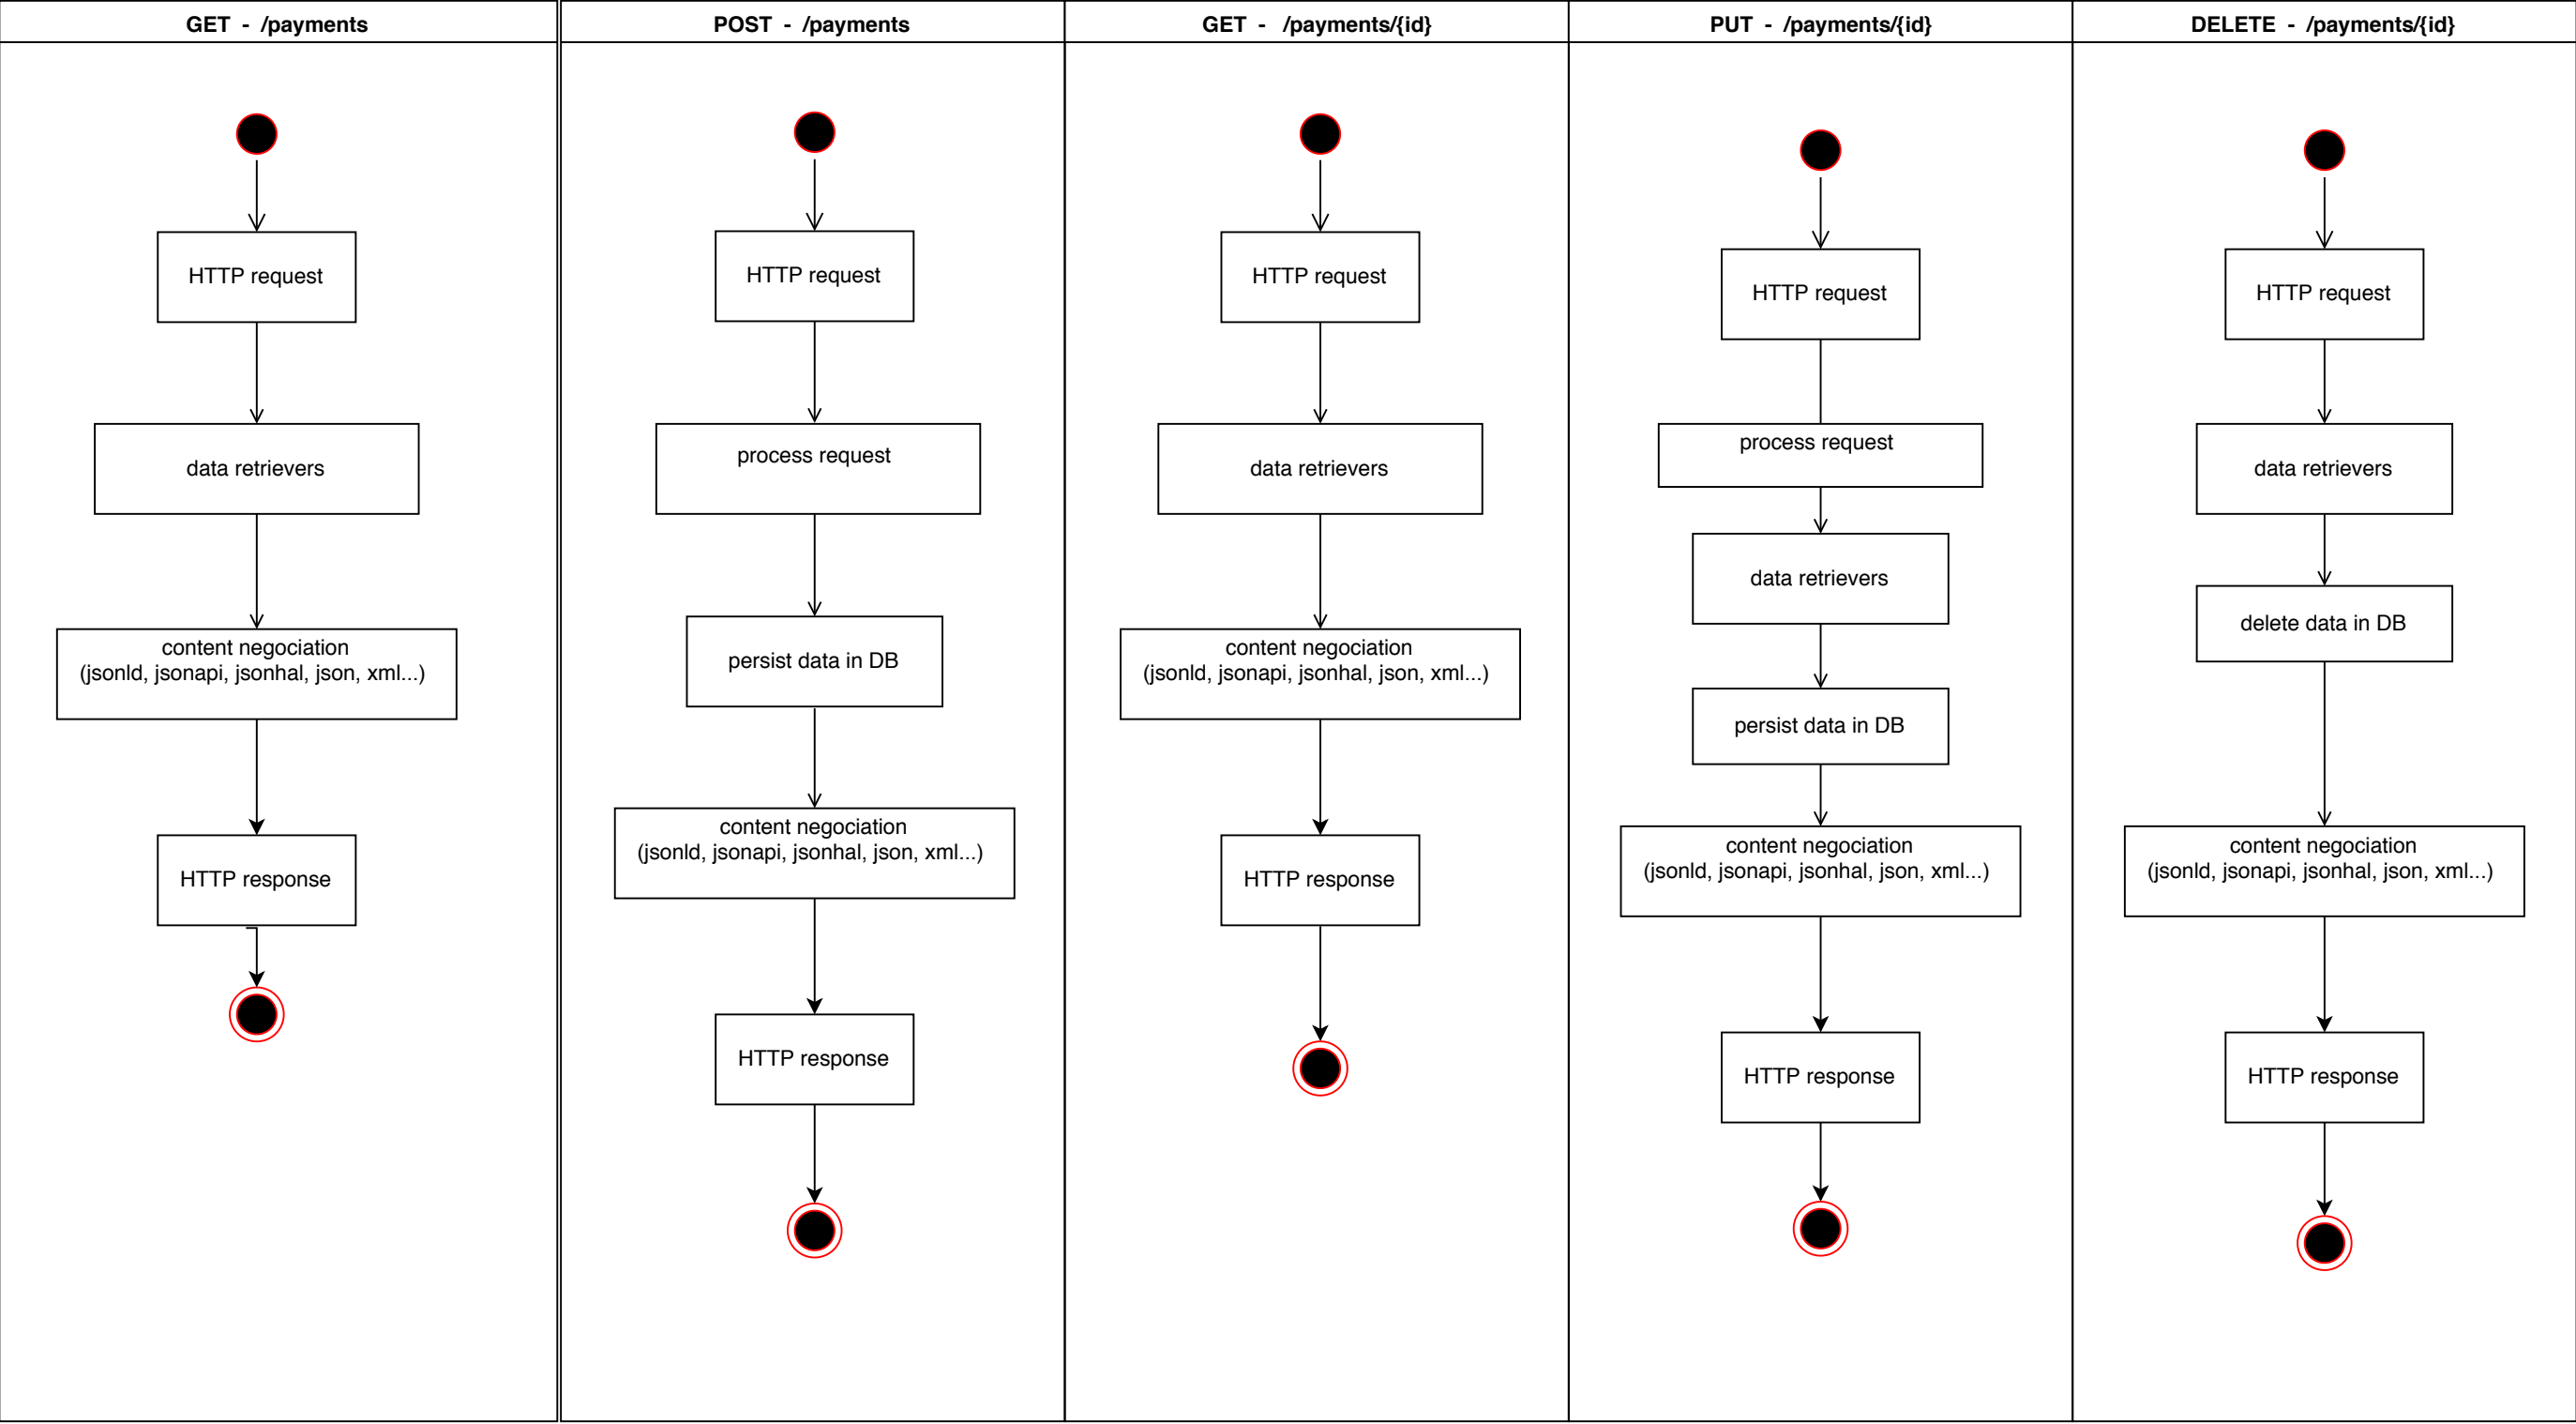 GET - /payments
HTTP request
data retrievers
content negociation
(jsonld, jsonapi, jsonhal, json, xml...)
HTTP response
POST - /payments
HTTP request
process request
persist data in DB
content negociation
(jsonld, jsonapi, jsonhal, json, xml...)
HTTP response
GET - /payments/{id}
HTTP request
data retrievers
content negociation
(jsonld, jsonapi, jsonhal, json, xml...)
HTTP response
PUT - /payments/{id}
HTTP request
process request
data retrievers
persist data in DB
content negociation
(jsonld, jsonapi, jsonhal, json, xml...)
HTTP response
DELETE - /payments/{id}
HTTP request
data retrievers
delete data in DB
content negociation
(jsonld, jsonapi, jsonhal, json, xml...)
HTTP response